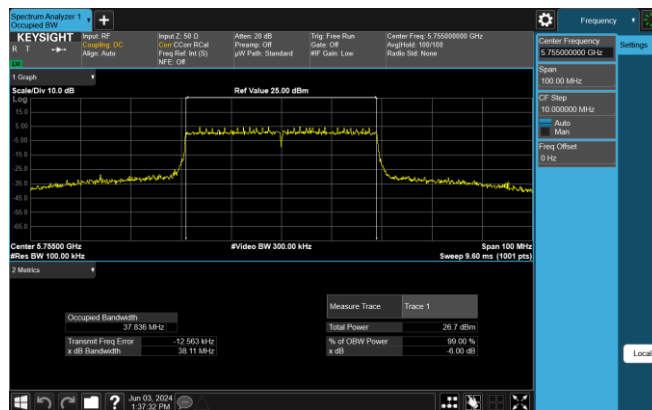 Spectrum Analyzer 1
Occupied BW
Frequency
KEYSIGHT
R T
Input: RF
Coupling: DC
Align: Auto
Input Z: 50 Ω
Corr CCorr RCal
Freq Ref: Int (S)
NFE: Off
Atten: 20 dB
Preamp: Off
µW Path: Standard
Trig: Free Run
Gate: Off
#IF Gain: Low
Center Freq: 5.755000000 GHz
Avg|Hold: 100/100
Radio Std: None
LXI
Center Frequency
5.755000000 GHz
Settings
Span
100.00 MHz
CF Step
10.000000 MHz
Auto
Man
Freq Offset
0 Hz
1 Graph
Scale/Div 10.0 dB
Ref Value 25.00 dBm
Log
15.0
5.00
-5.00
-15.0
-25.0
-35.0
-45.0
-55.0
-65.0
Center 5.75500 GHz
#Video BW 300.00 kHz
Span 100 MHz
#Res BW 100.00 kHz
Sweep 9.60 ms (1001 pts)
2 Metrics
Measure Trace
Trace 1
Occupied Bandwidth
37.836 MHz
Total Power
26.7 dBm
Transmit Freq Error
-12.563 kHz
% of OBW Power
99.00 %
x dB Bandwidth
38.11 MHz
x dB
-6.00 dB
Local
?
Jun 03, 2024
1:37:32 PM